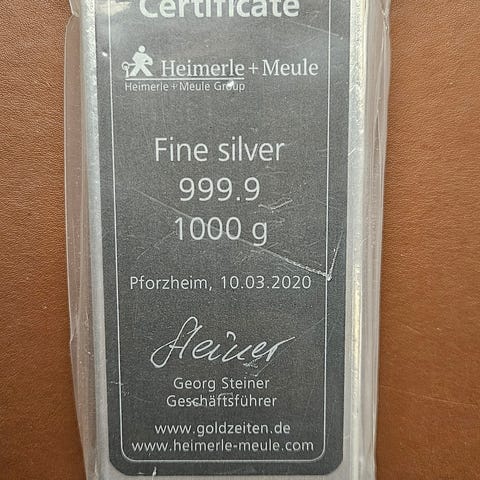 Certificate
Heimerle + Meule
Heimerle + Meule Group
Fine silver
999.9
1000 g
Pforzheim, 10.03.2020
Steiner
Georg Steiner
Geschäftsführer
www.goldzeiten.de
www.heimerle-meule.com